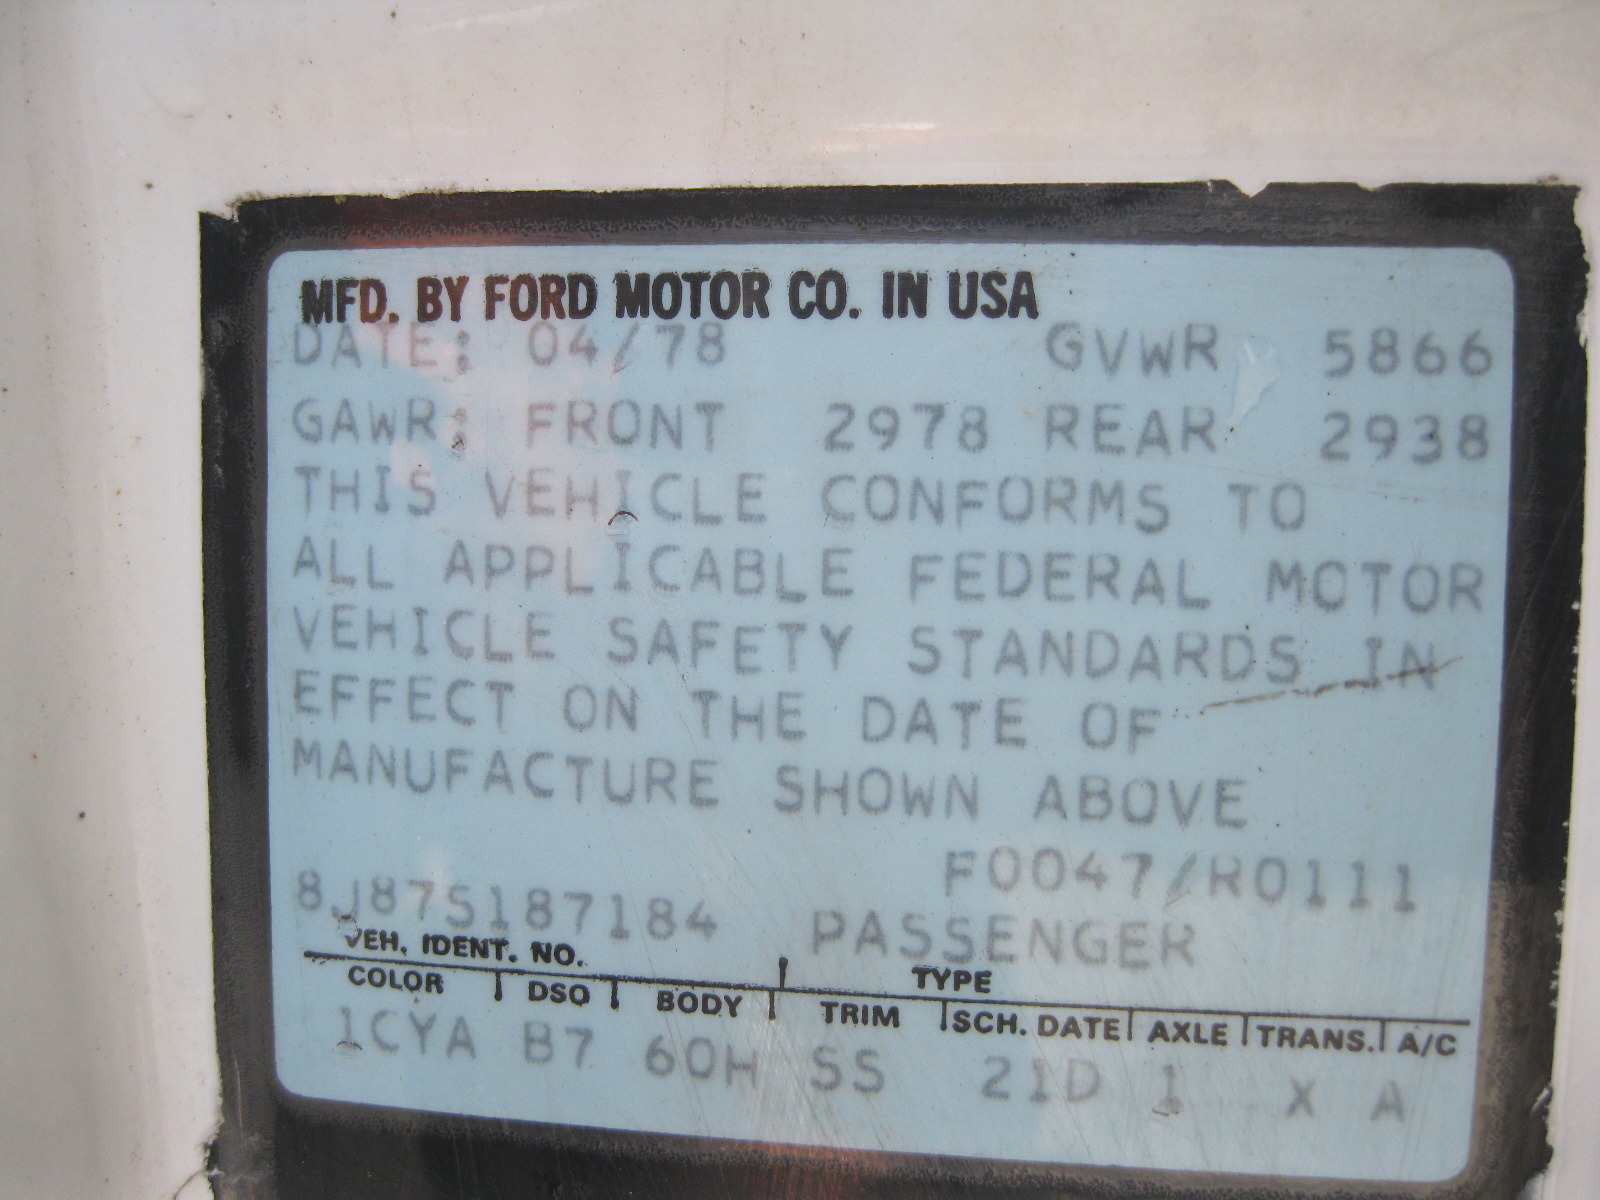 MFD. BY FORD MOTOR CO. IN USA
DATE: 04/78 GVWR 5866
GAWR: FRONT 2978 REAR 2938
THIS VEHICLE CONFORMS TO
ALL APPLICABLE FEDERAL MOTOR
VEHICLE SAFETY STANDARDS IN
EFFECT ON THE DATE OF
MANUFACTURE SHOWN ABOVE
F0047/R0111
8J87S187184 PASSENGER
VEH. IDENT. NO. TYPE
COLOR DSO BODY TRIM SCH. DATE AXLE TRANS. A/C
1CYA B7 60H SS 21D 1 X A